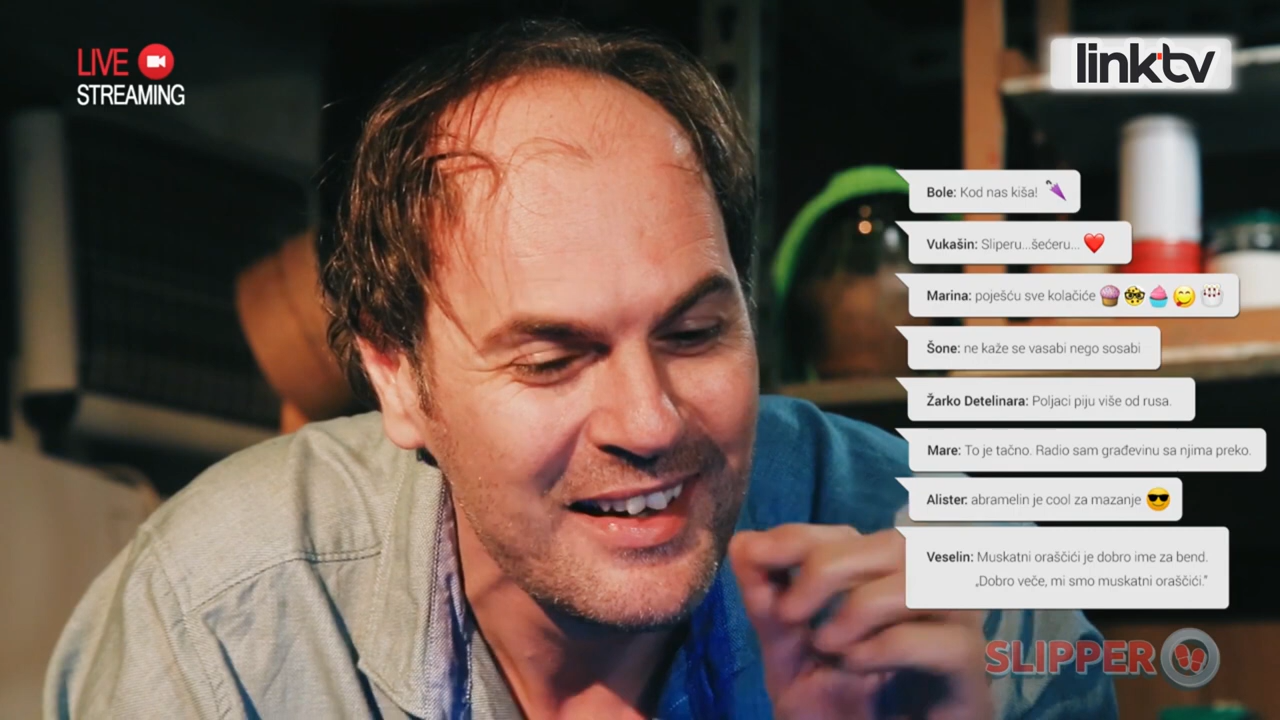 LIVE
STREAMING
linktv
Bole: Kod nas kiša!
Vukašin: Sliperu...šećeru...
Marina: poješću sve kolačiće
Šone: ne kaže se vasabi nego sosabi
Žarko Detelinara: Poljaci piju više od rusa.
Mare: To je tačno. Radio sam građevinu sa njima preko.
Alister: abramelin je cool za mazanje
Veselin: Muskatni oraščići je dobro ime za bend.
„Dobro veče, mi smo muskatni oraščići.”
SLIPPER